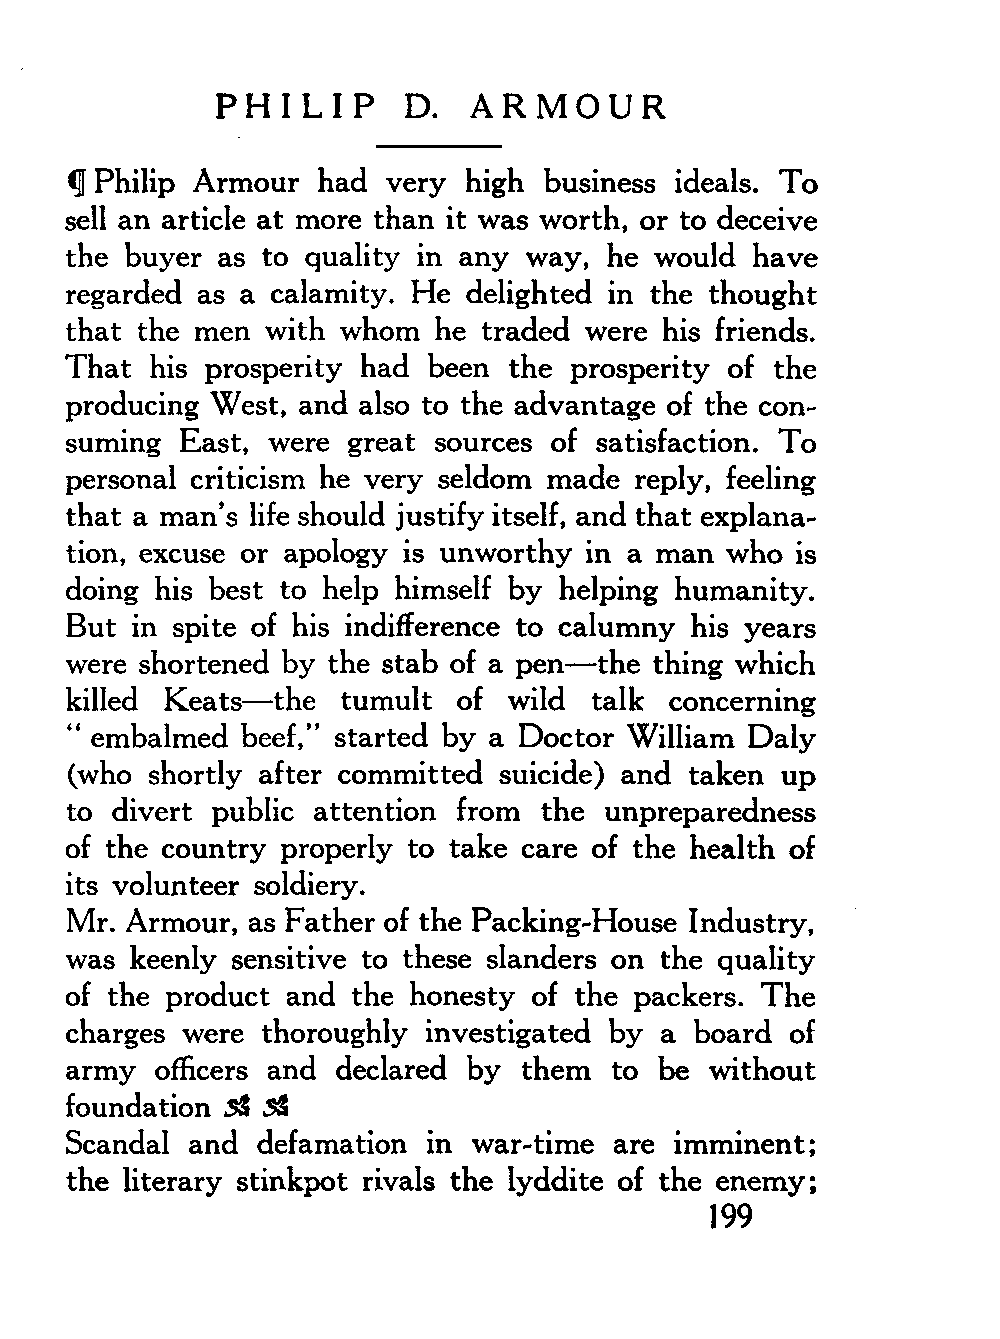 PHILIP D. ARMOUR
¶ Philip Armour had very high business ideals. To
sell an article at more than it was worth, or to deceive
the buyer as to quality in any way, he would have
regarded as a calamity. He delighted in the thought
that the men with whom he traded were his friends.
That his prosperity had been the prosperity of the
producing West, and also to the advantage of the con-
suming East, were great sources of satisfaction. To
personal criticism he very seldom made reply, feeling
that a man's life should justify itself, and that explana-
tion, excuse or apology is unworthy in a man who is
doing his best to help himself by helping humanity.
But in spite of his indifference to calumny his years
were shortened by the stab of a pen—the thing which
killed Keats—the tumult of wild talk concerning
“ embalmed beef,” started by a Doctor William Daly
(who shortly after committed suicide) and taken up
to divert public attention from the unpreparedness
of the country properly to take care of the health of
its volunteer soldiery.
Mr. Armour, as Father of the Packing-House Industry,
was keenly sensitive to these slanders on the quality
of the product and the honesty of the packers. The
charges were thoroughly investigated by a board of
army officers and declared by them to be without
foundation
Scandal and defamation in war-time are imminent;
the literary stinkpot rivals the lyddite of the enemy;
199